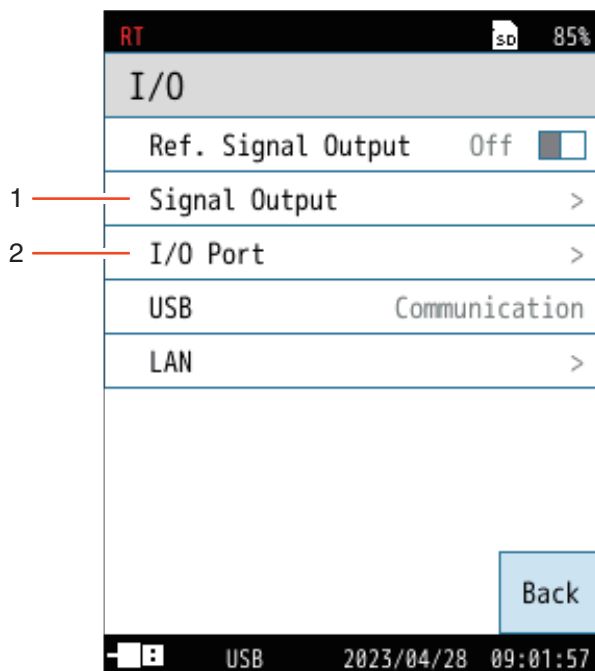 RT SD 85%
I/O
Ref. Signal Output Off
1 Signal Output >
2 I/O Port >
USB Communication
LAN >
Back
USB 2023/04/28 09:01:57